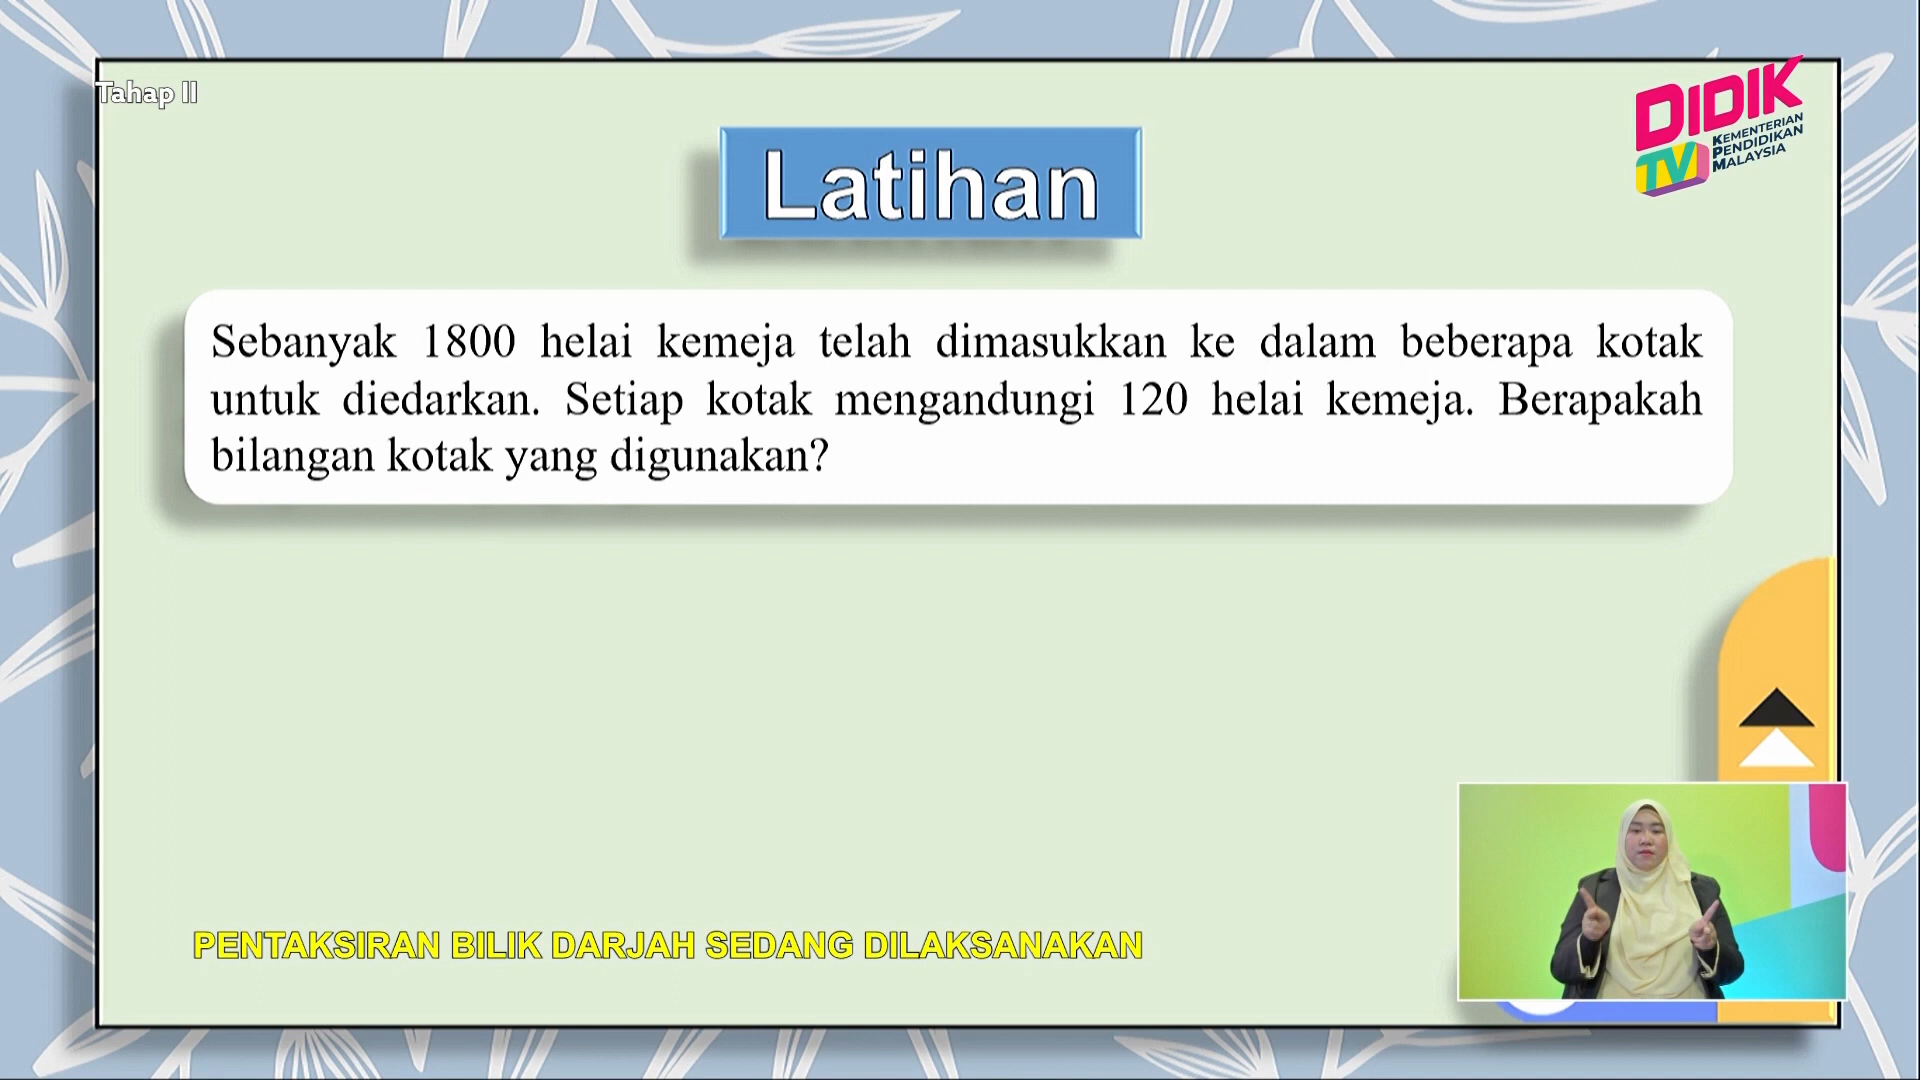 Tahap II
DIDIK
TV
KEMENTERIAN
PENDIDIKAN
MALAYSIA
Latihan
Sebanyak 1800 helai kemeja telah dimasukkan ke dalam beberapa kotak
untuk diedarkan. Setiap kotak mengandungi 120 helai kemeja. Berapakah
bilangan kotak yang digunakan?
PENTAKSIRAN BILIK DARJAH SEDANG DILAKSANAKAN